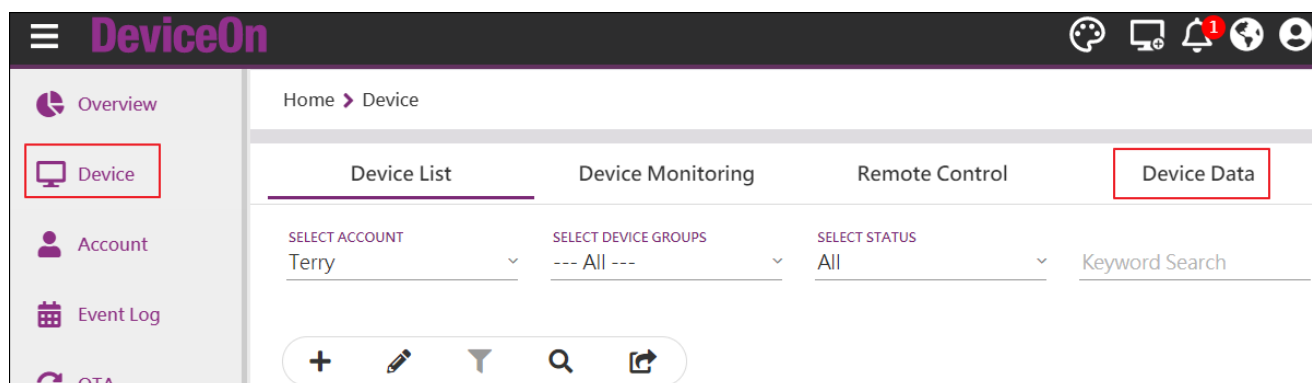 DeviceOn
1
Overview
Home > Device
Device
Device List
Device Monitoring
Remote Control
Device Data
Account
SELECT ACCOUNT
SELECT DEVICE GROUPS
SELECT STATUS
Terry
--- All ---
All
Keyword Search
Event Log
OTA